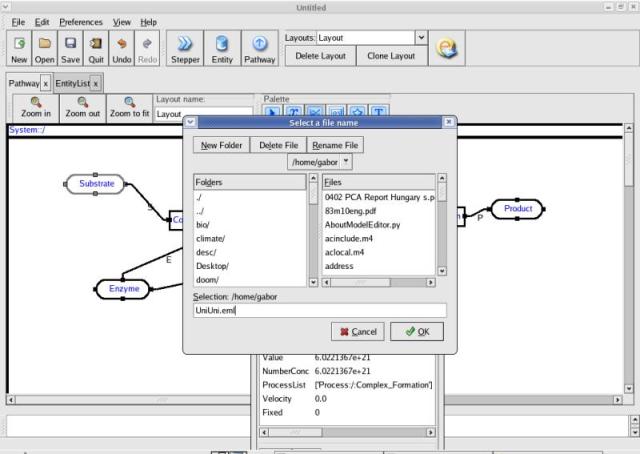 Untitled
File Edit Preferences View Help
New Open Save Quit Undo Redo Stepper Entity Pathway
Layouts: Layout
Delete Layout Clone Layout
Pathway x EntityList x
Zoom in Zoom out Zoom to fit
Layout name:
Layout
Palette
T
System::/
Substrate
S
Co
E
Enzyme
n
P
Product
Select a file name
New Folder Delete File Rename File
/home/gabor
Folders
./
../
bio/
climate/
desc/
Desktop/
doom/
Files
0402 PCA Report Hungary s.p
83m10eng.pdf
AboutModelEditor.py
acinclude.m4
aclocal.m4
address
Selection: /home/gabor
UniUni.eml
Cancel OK
Value 6.0221367e+21
NumberConc 6.0221367e+21
ProcessList ['Process:/:Complex_Formation']
Velocity 0.0
Fixed 0